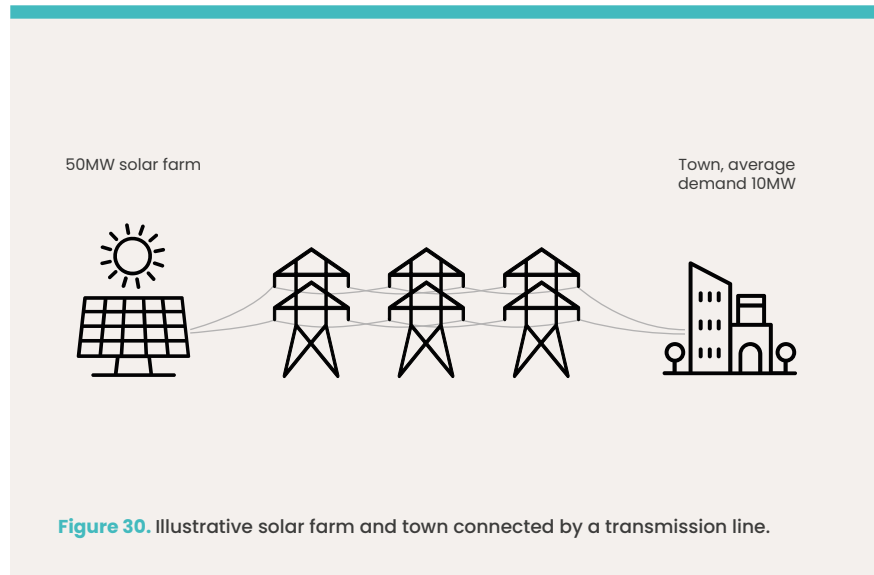 50MW solar farm
Town, average
demand 10MW
Figure 30. Illustrative solar farm and town connected by a transmission line.